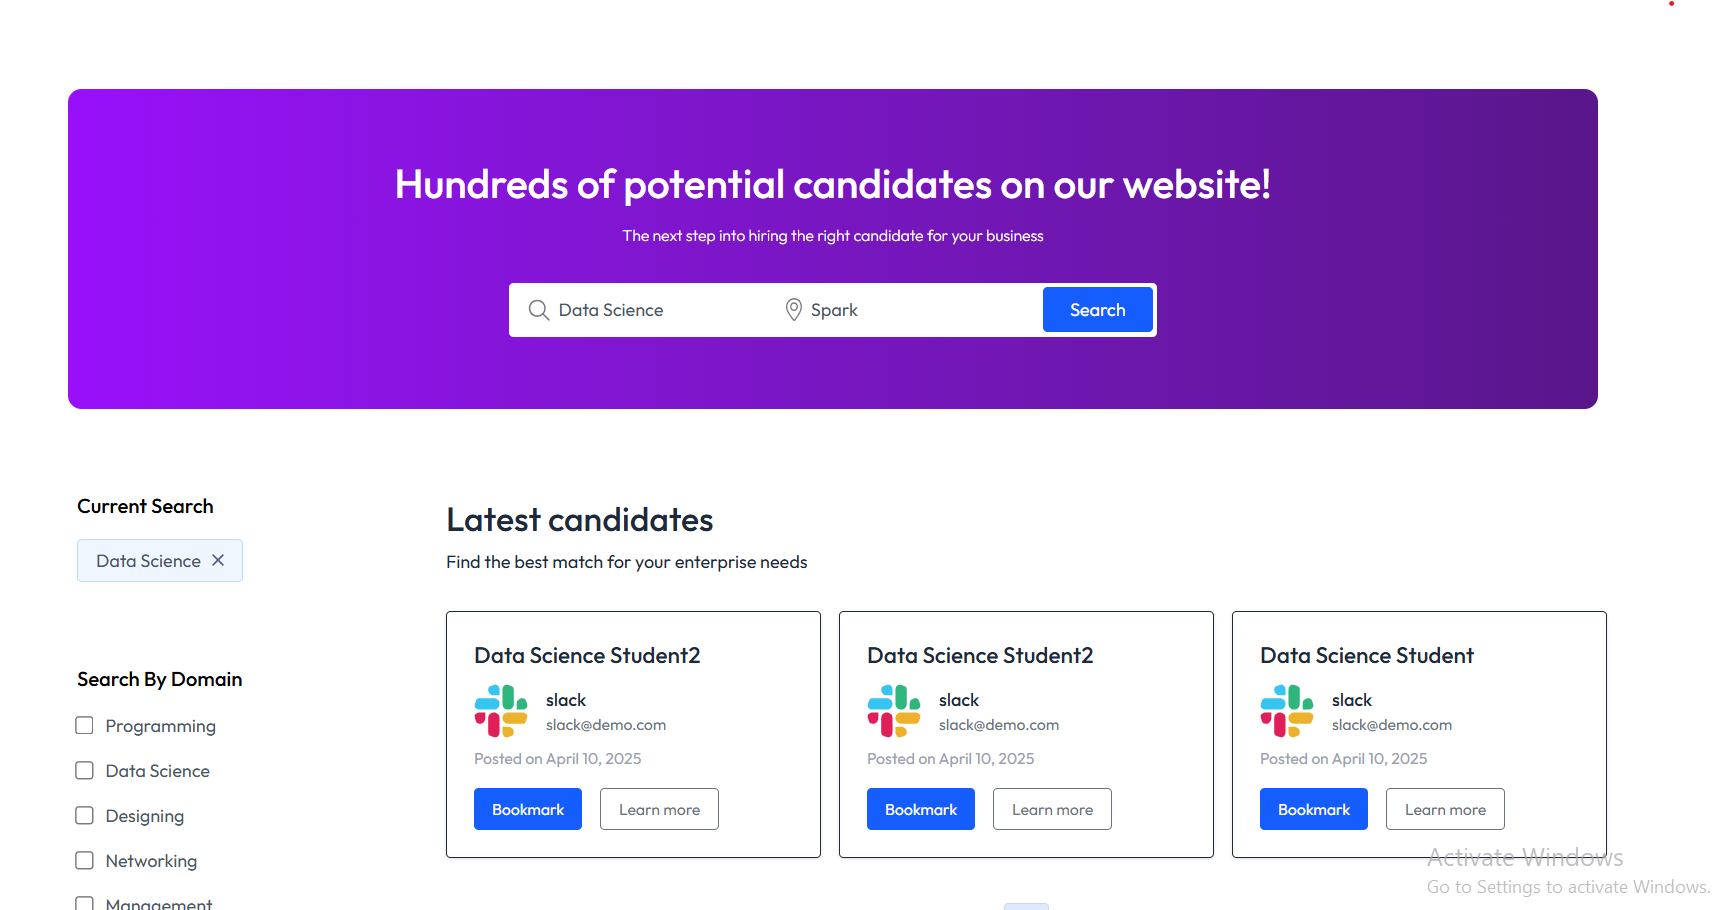 Hundreds of potential candidates on our website!
The next step into hiring the right candidate for your business
Data Science
Spark
Search
Current Search
Data Science
Search By Domain
Programming
Data Science
Designing
Networking
Management
Latest candidates
Find the best match for your enterprise needs
Data Science Student2
slack
slack@demo.com
Posted on April 10, 2025
Bookmark
Learn more
Data Science Student2
slack
slack@demo.com
Posted on April 10, 2025
Bookmark
Learn more
Data Science Student
slack
slack@demo.com
Posted on April 10, 2025
Bookmark
Learn more
Activate Windows
Go to Settings to activate Windows.